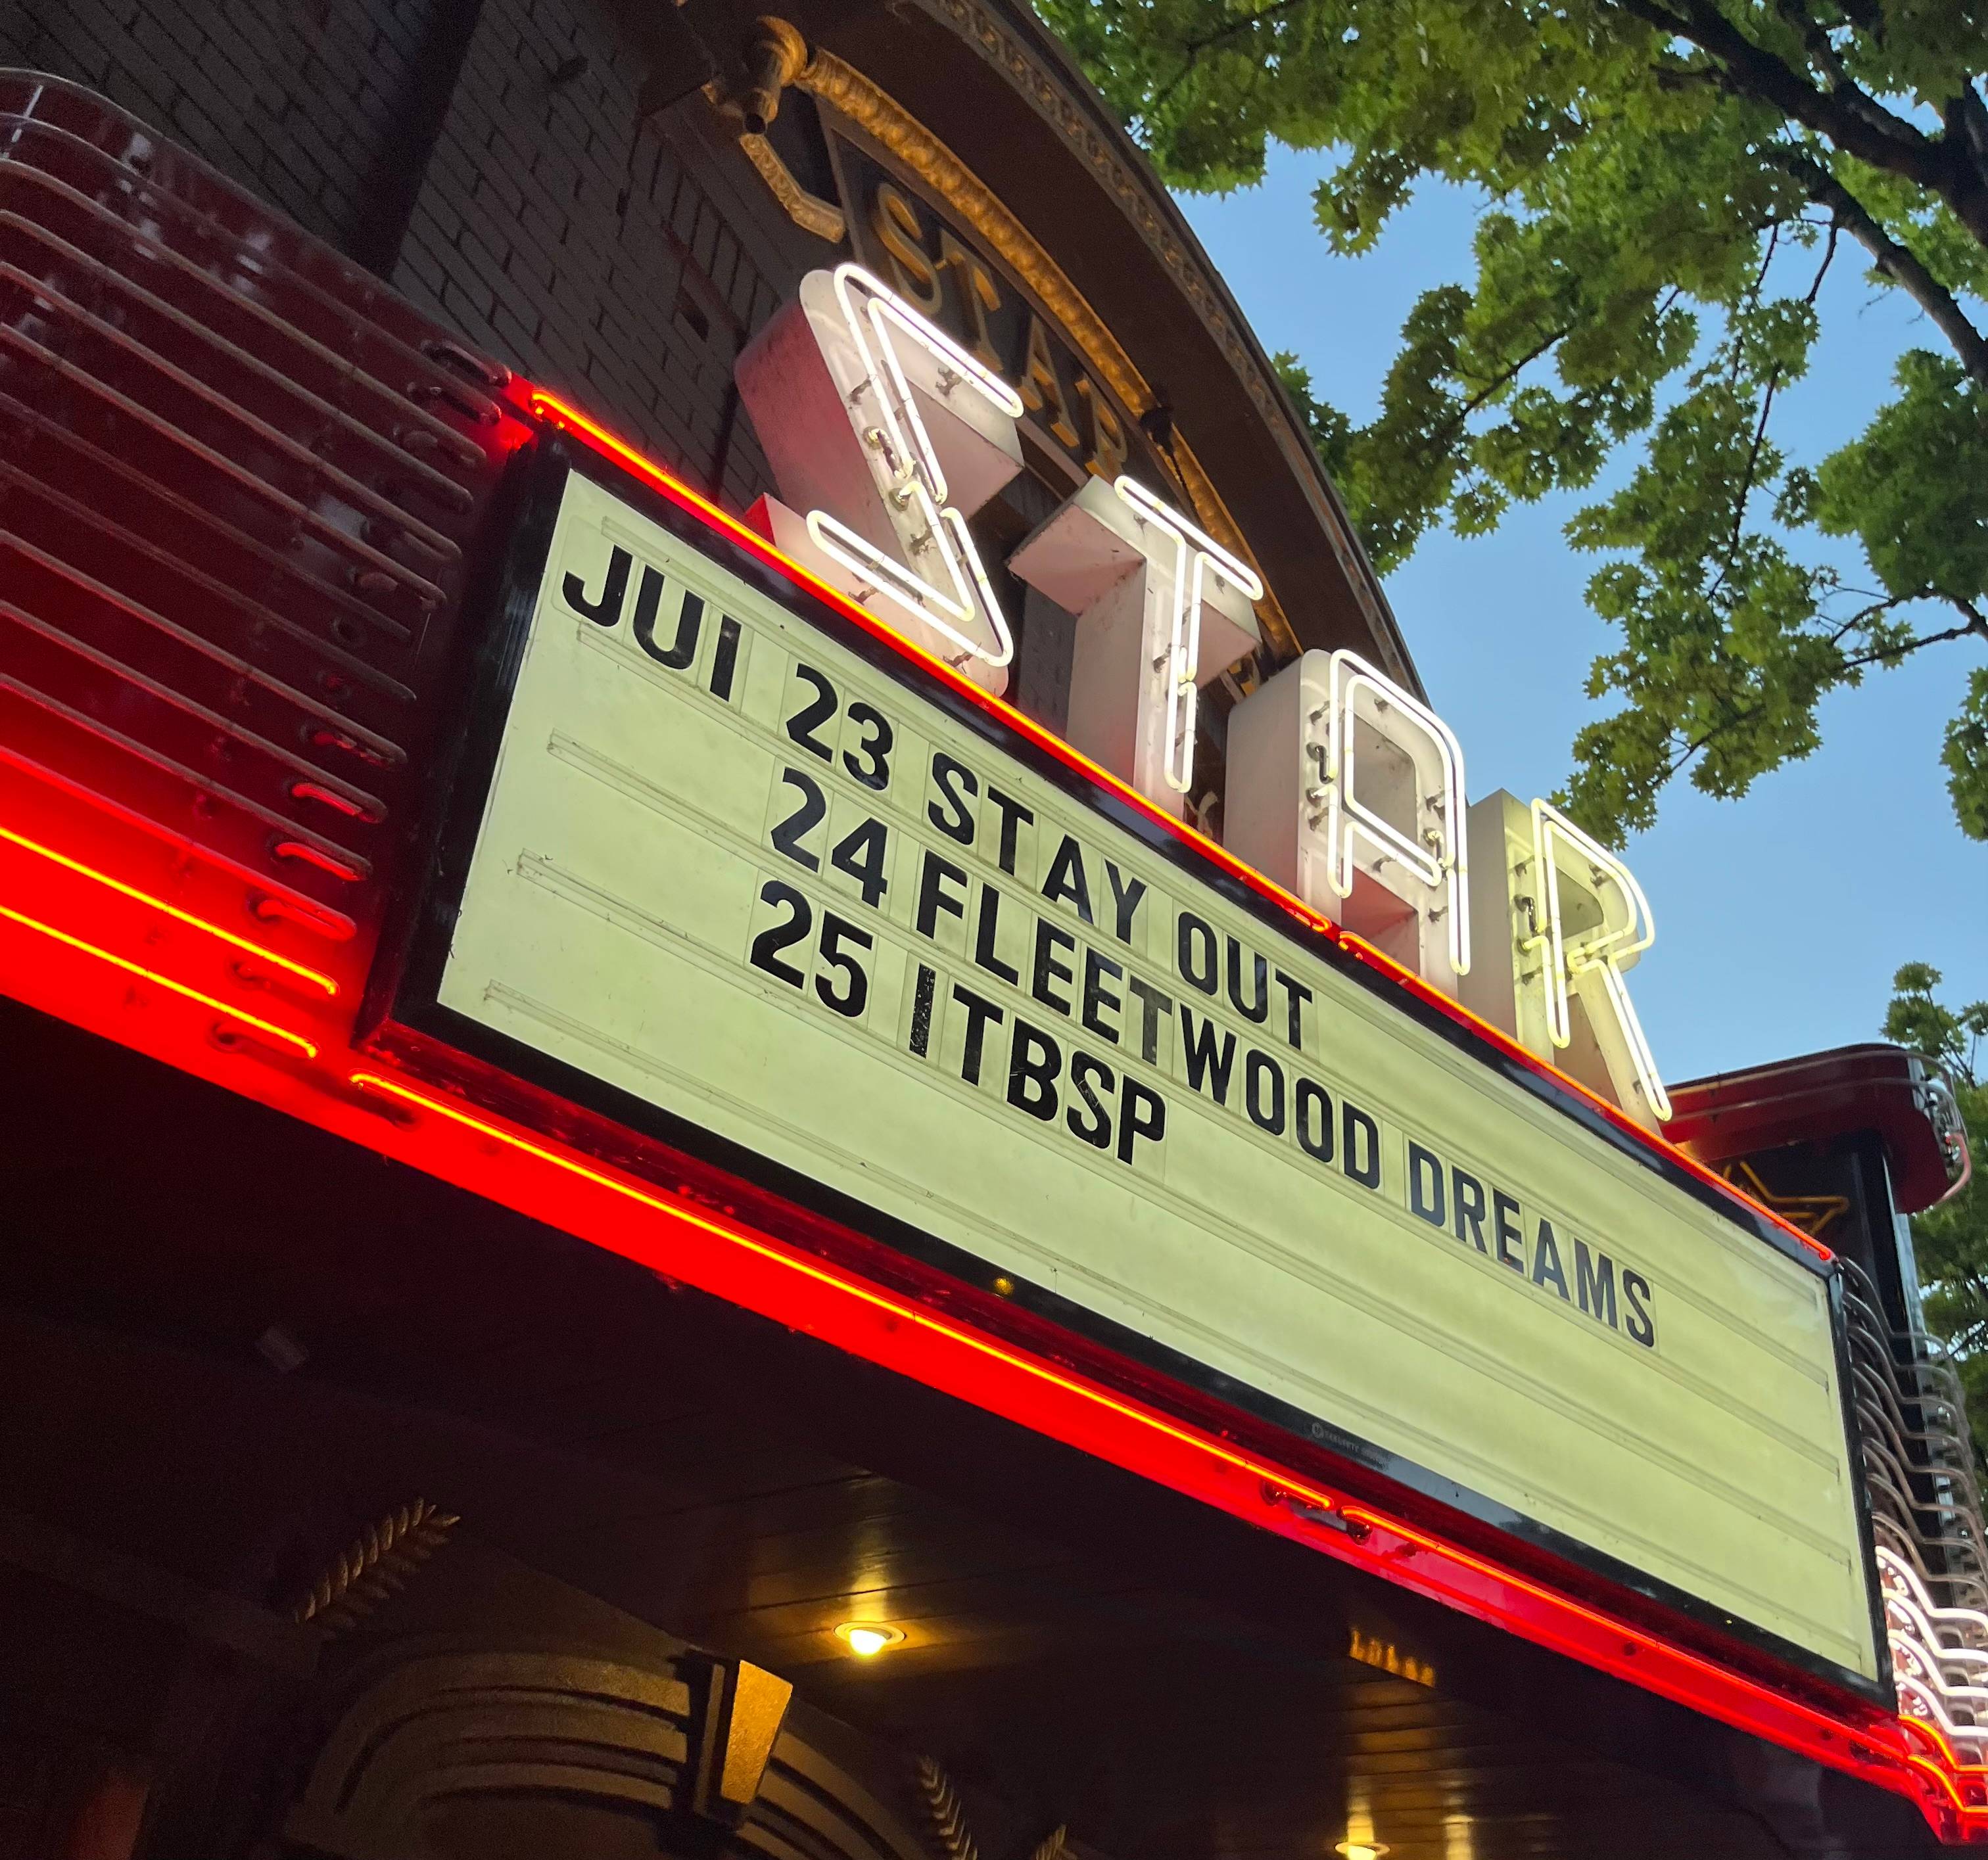 STAR
STAR
JUI 23 STAY OUT
24 FLEETWOOD DREAMS
25 ITBSP